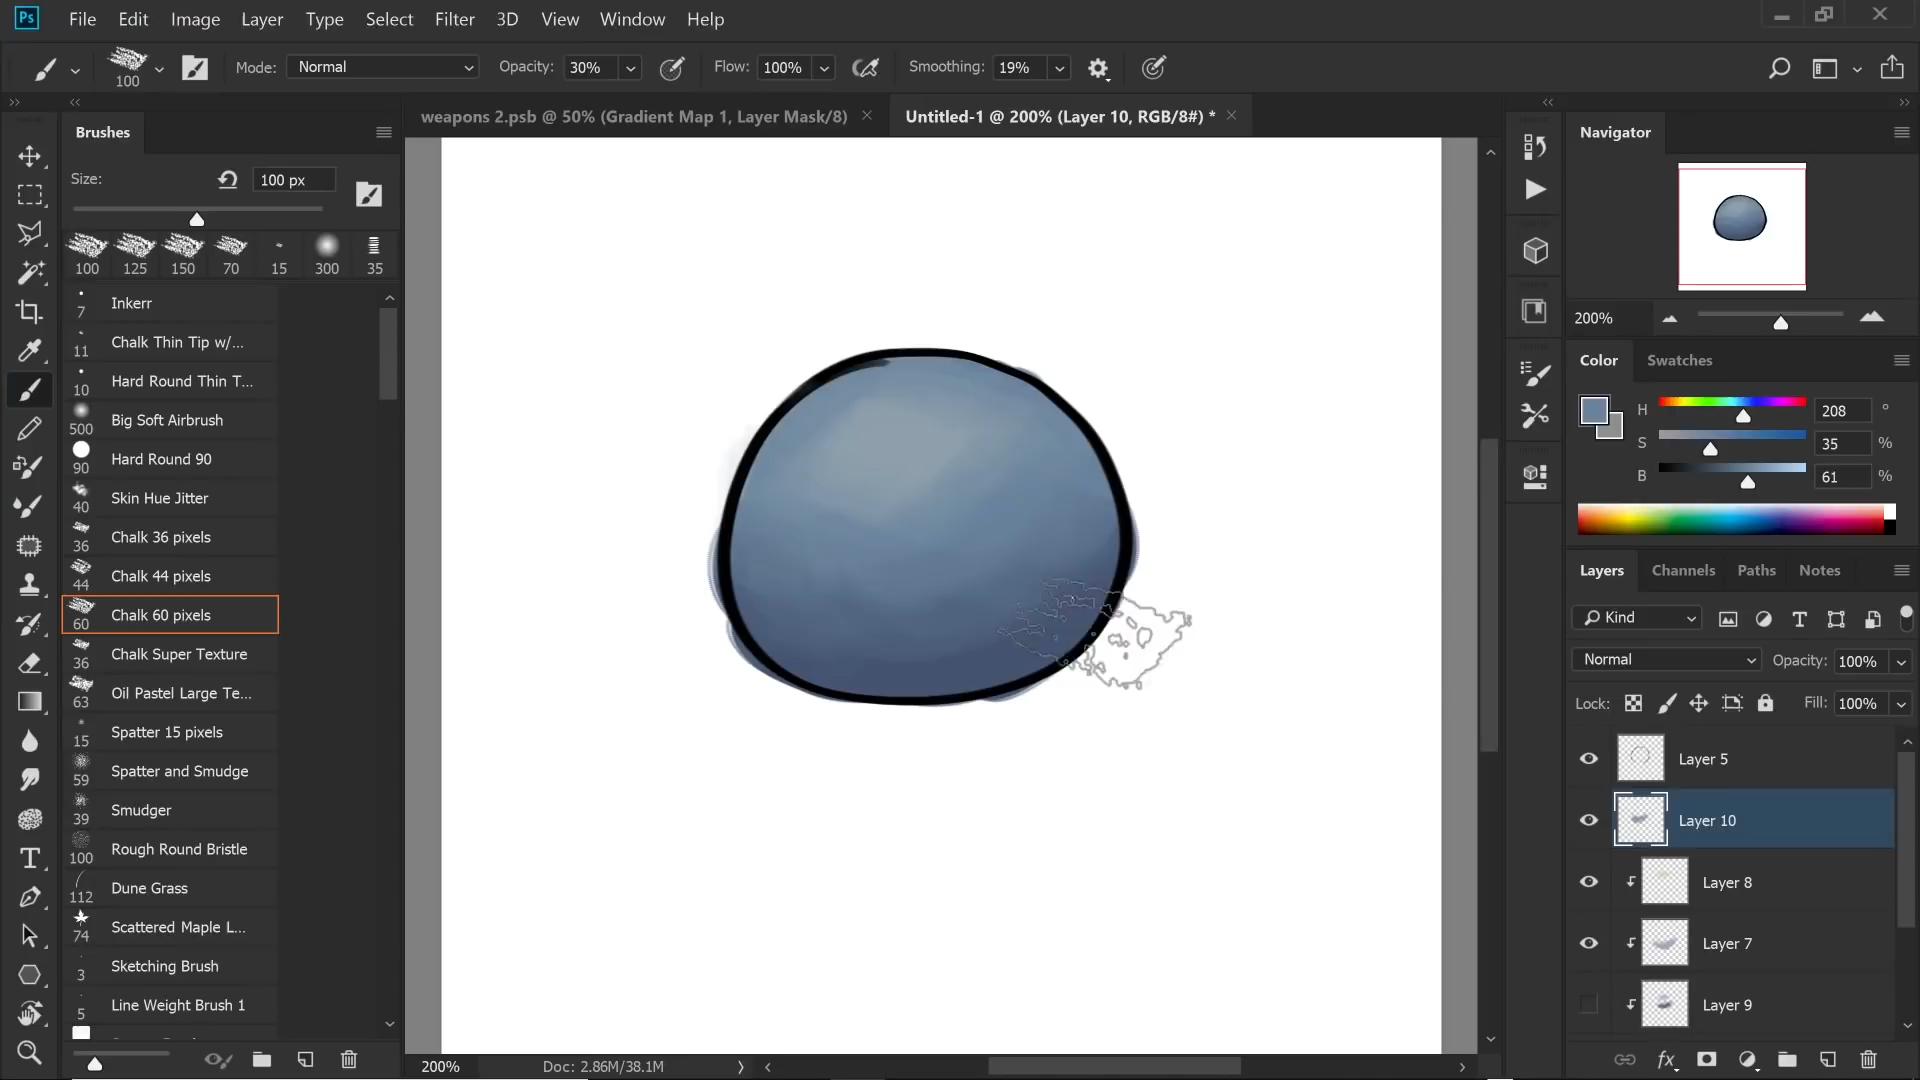 Ps File Edit Image Layer Type Select Filter 3D View Window Help
100 Mode: Normal Opacity: 30% Flow: 100% Smoothing: 19%
weapons 2.psb @ 50% (Gradient Map 1, Layer Mask/8) Untitled-1 @ 200% (Layer 10, RGB/8#) *
Brushes
Size: 100 px
100 125 150 70 15 300 35
7 Inkerr
11 Chalk Thin Tip w/...
10 Hard Round Thin T...
500 Big Soft Airbrush
90 Hard Round 90
40 Skin Hue Jitter
36 Chalk 36 pixels
44 Chalk 44 pixels
60 Chalk 60 pixels
36 Chalk Super Texture
63 Oil Pastel Large Te...
15 Spatter 15 pixels
59 Spatter and Smudge
39 Smudger
100 Rough Round Bristle
112 Dune Grass
74 Scattered Maple L...
3 Sketching Brush
5 Line Weight Brush 1
200% Doc: 2.86M/38.1M
Navigator
200%
Color Swatches
H 208 °
S 35 %
B 61 %
Layers Channels Paths Notes
Kind
Normal Opacity: 100%
Lock: Fill: 100%
Layer 5
Layer 10
Layer 8
Layer 7
Layer 9